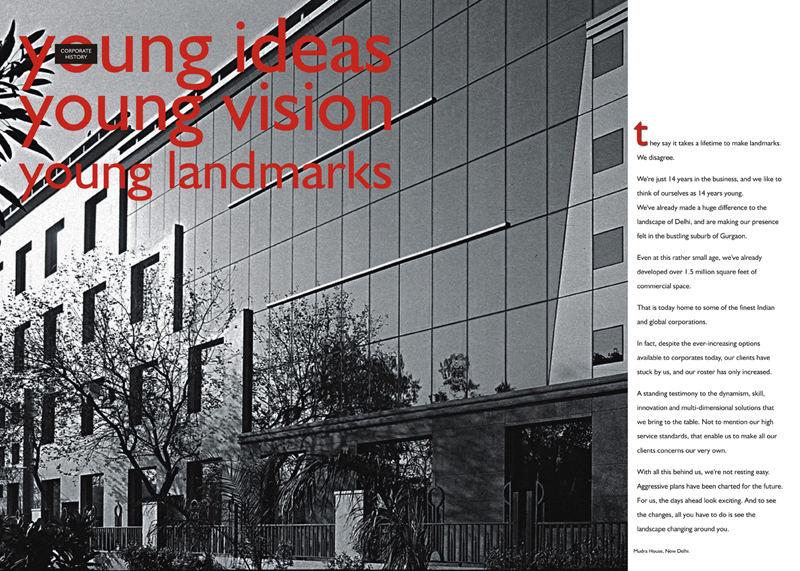 young ideas
CORPORATE
HISTORY
young vision
young landmarks
they say it takes a lifetime to make landmarks.
We disagree.
We're just 14 years in the business, and we like to
think of ourselves as 14 years young.
We've already made a huge difference to the
landscape of Delhi, and are making our presence
felt in the bustling suburb of Gurgaon.
Even at this rather small age, we've already
developed over 1.5 million square feet of
commercial space.
That is today home to some of the finest Indian
and global corporations.
In fact, despite the ever-increasing options
available to corporates today, our clients have
stuck by us, and our roster has only increased.
A standing testimony to the dynamism, skill,
innovation and multi-dimensional solutions that
we bring to the table. Not to mention our high
service standards, that enable us to make all our
clients concerns our very own.
With all this behind us, we're not resting easy.
Aggressive plans have been charted for the future.
For us, the days ahead look exciting. And to see
the changes, all you have to do is see the
landscape changing around you.
Mudra House, New Delhi.